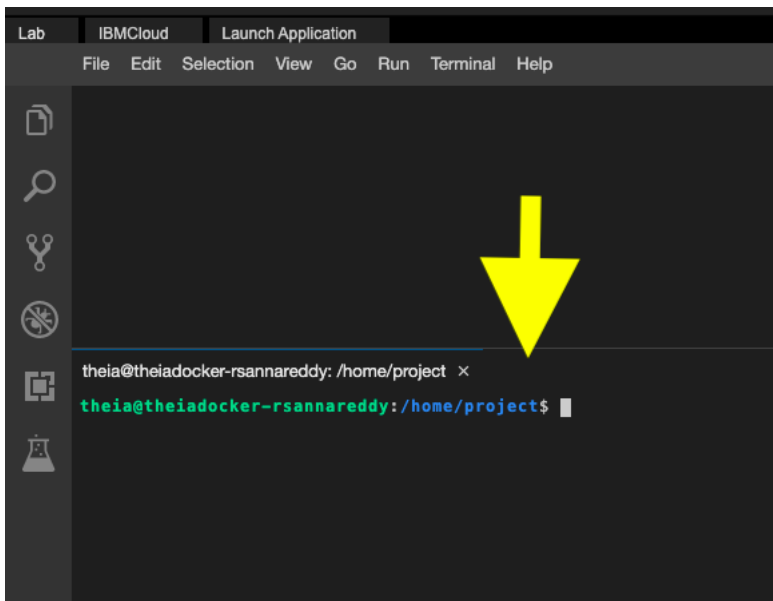 Lab IBMCloud Launch Application
File Edit Selection View Go Run Terminal Help
theia@theiadocker-rsannareddy: /home/project ×
theia@theiadocker-rsannareddy:/home/project$